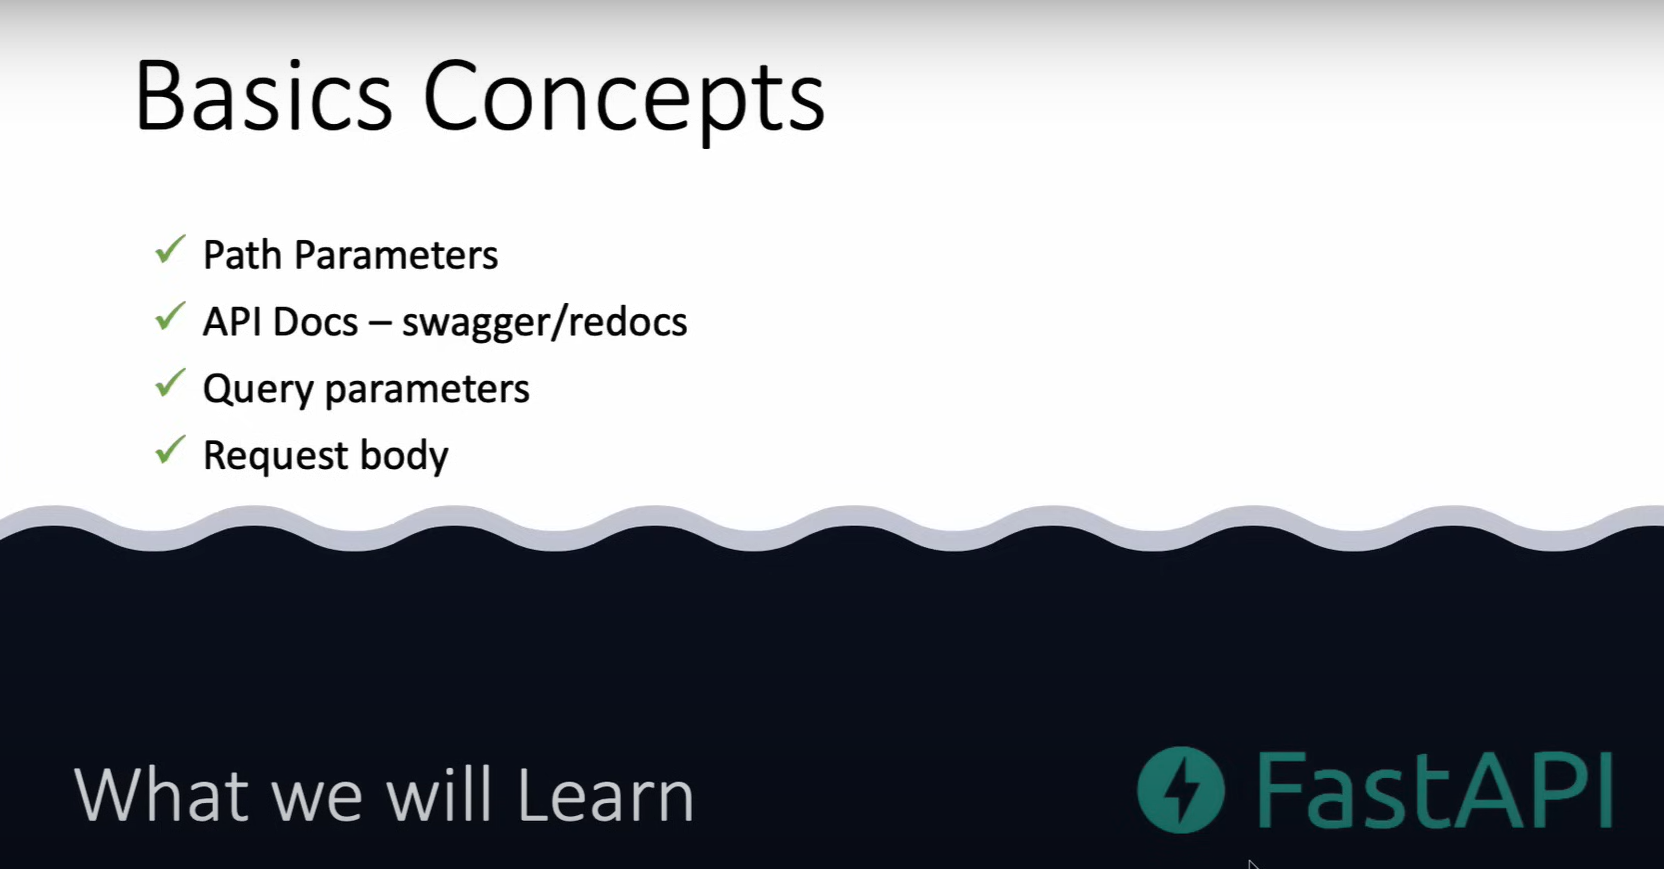 Basics Concepts
Path Parameters
API Docs – swagger/redocs
Query parameters
Request body
What we will Learn
FastAPI